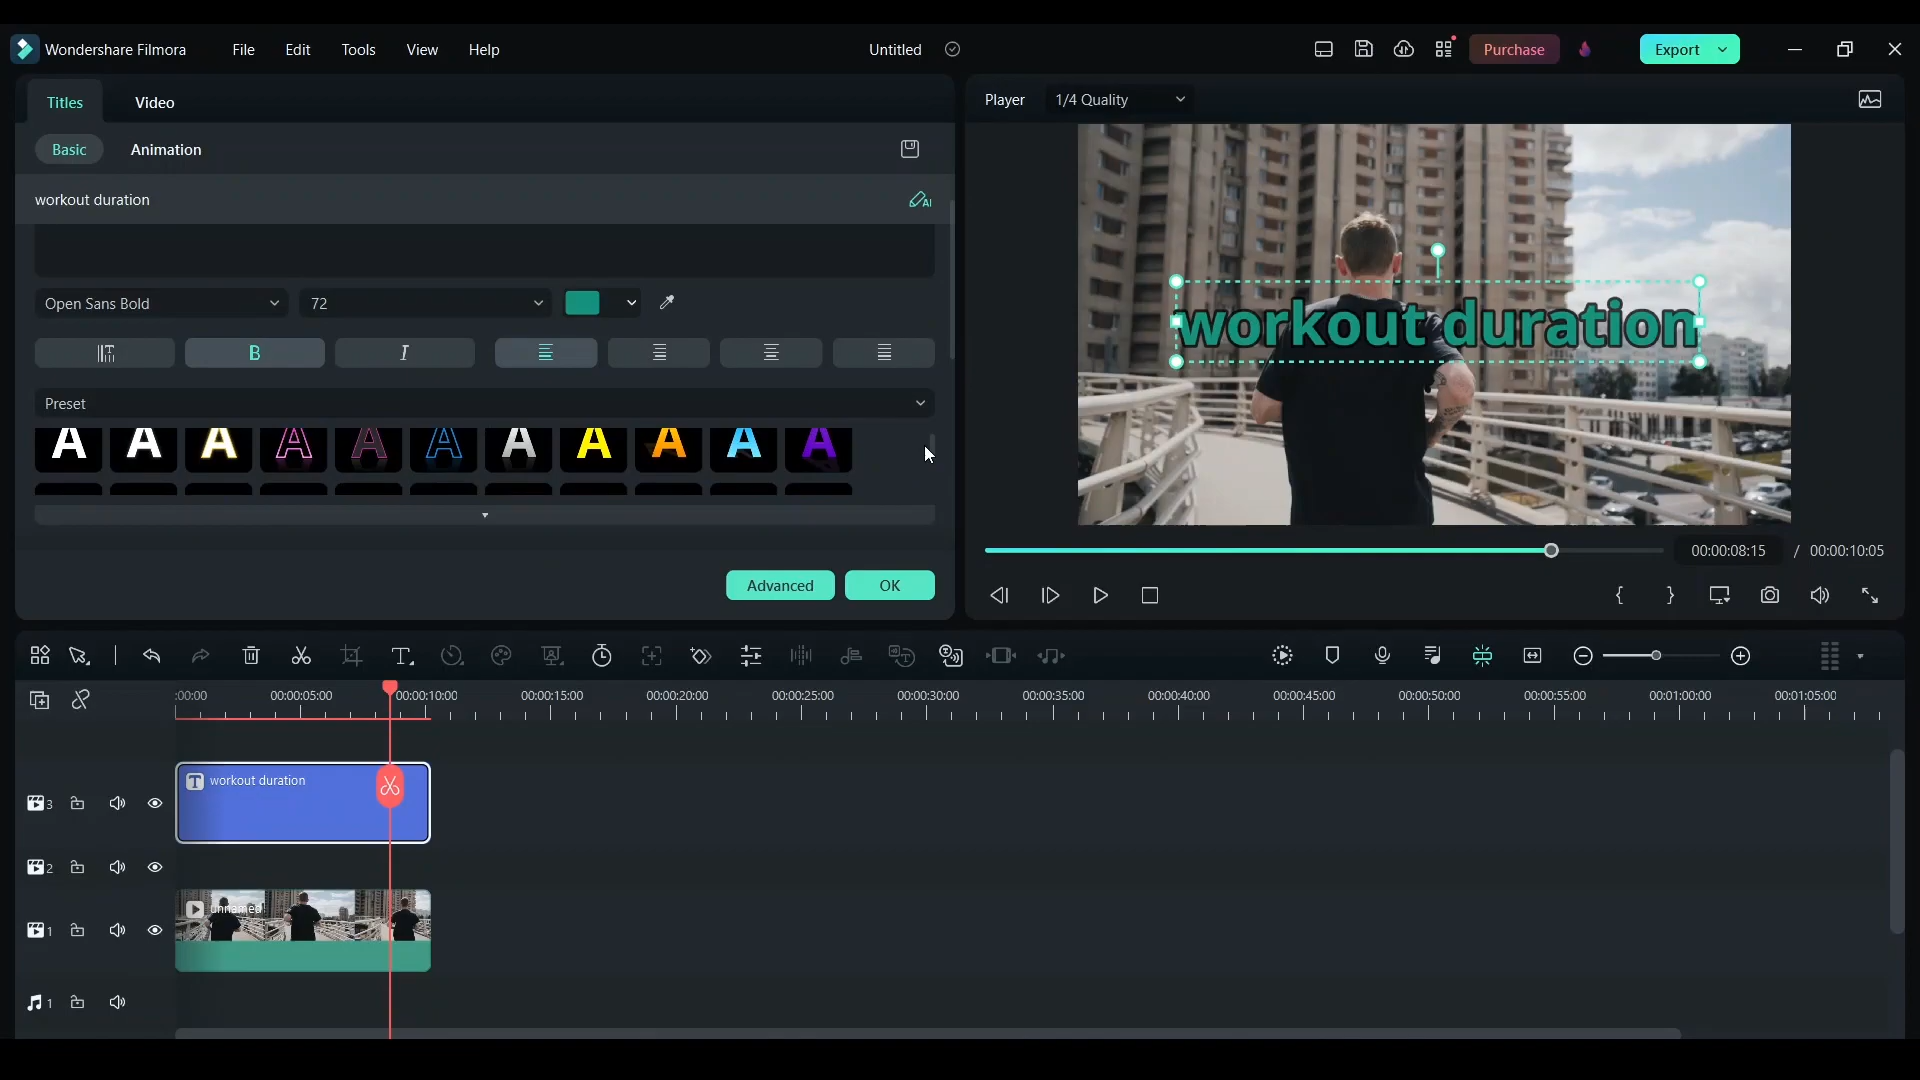 Wondershare Filmora File Edit Tools View Help Untitled Purchase Export
Titles Video
Player 1/4 Quality
Basic Animation
workout duration
Open Sans Bold 72
B I
Preset
A A A A A A A A A A A
Advanced OK
workout duration
00:00:08:15 / 00:00:10:05
{ }
:00:00 00:00:05:00 00:00:10:00 00:00:15:00 00:00:20:00 00:00:25:00 00:00:30:00 00:00:35:00 00:00:40:00 00:00:45:00 00:00:50:00 00:00:55:00 00:01:00:00 00:01:05:00
3 workout duration
2
1 unnamed
1